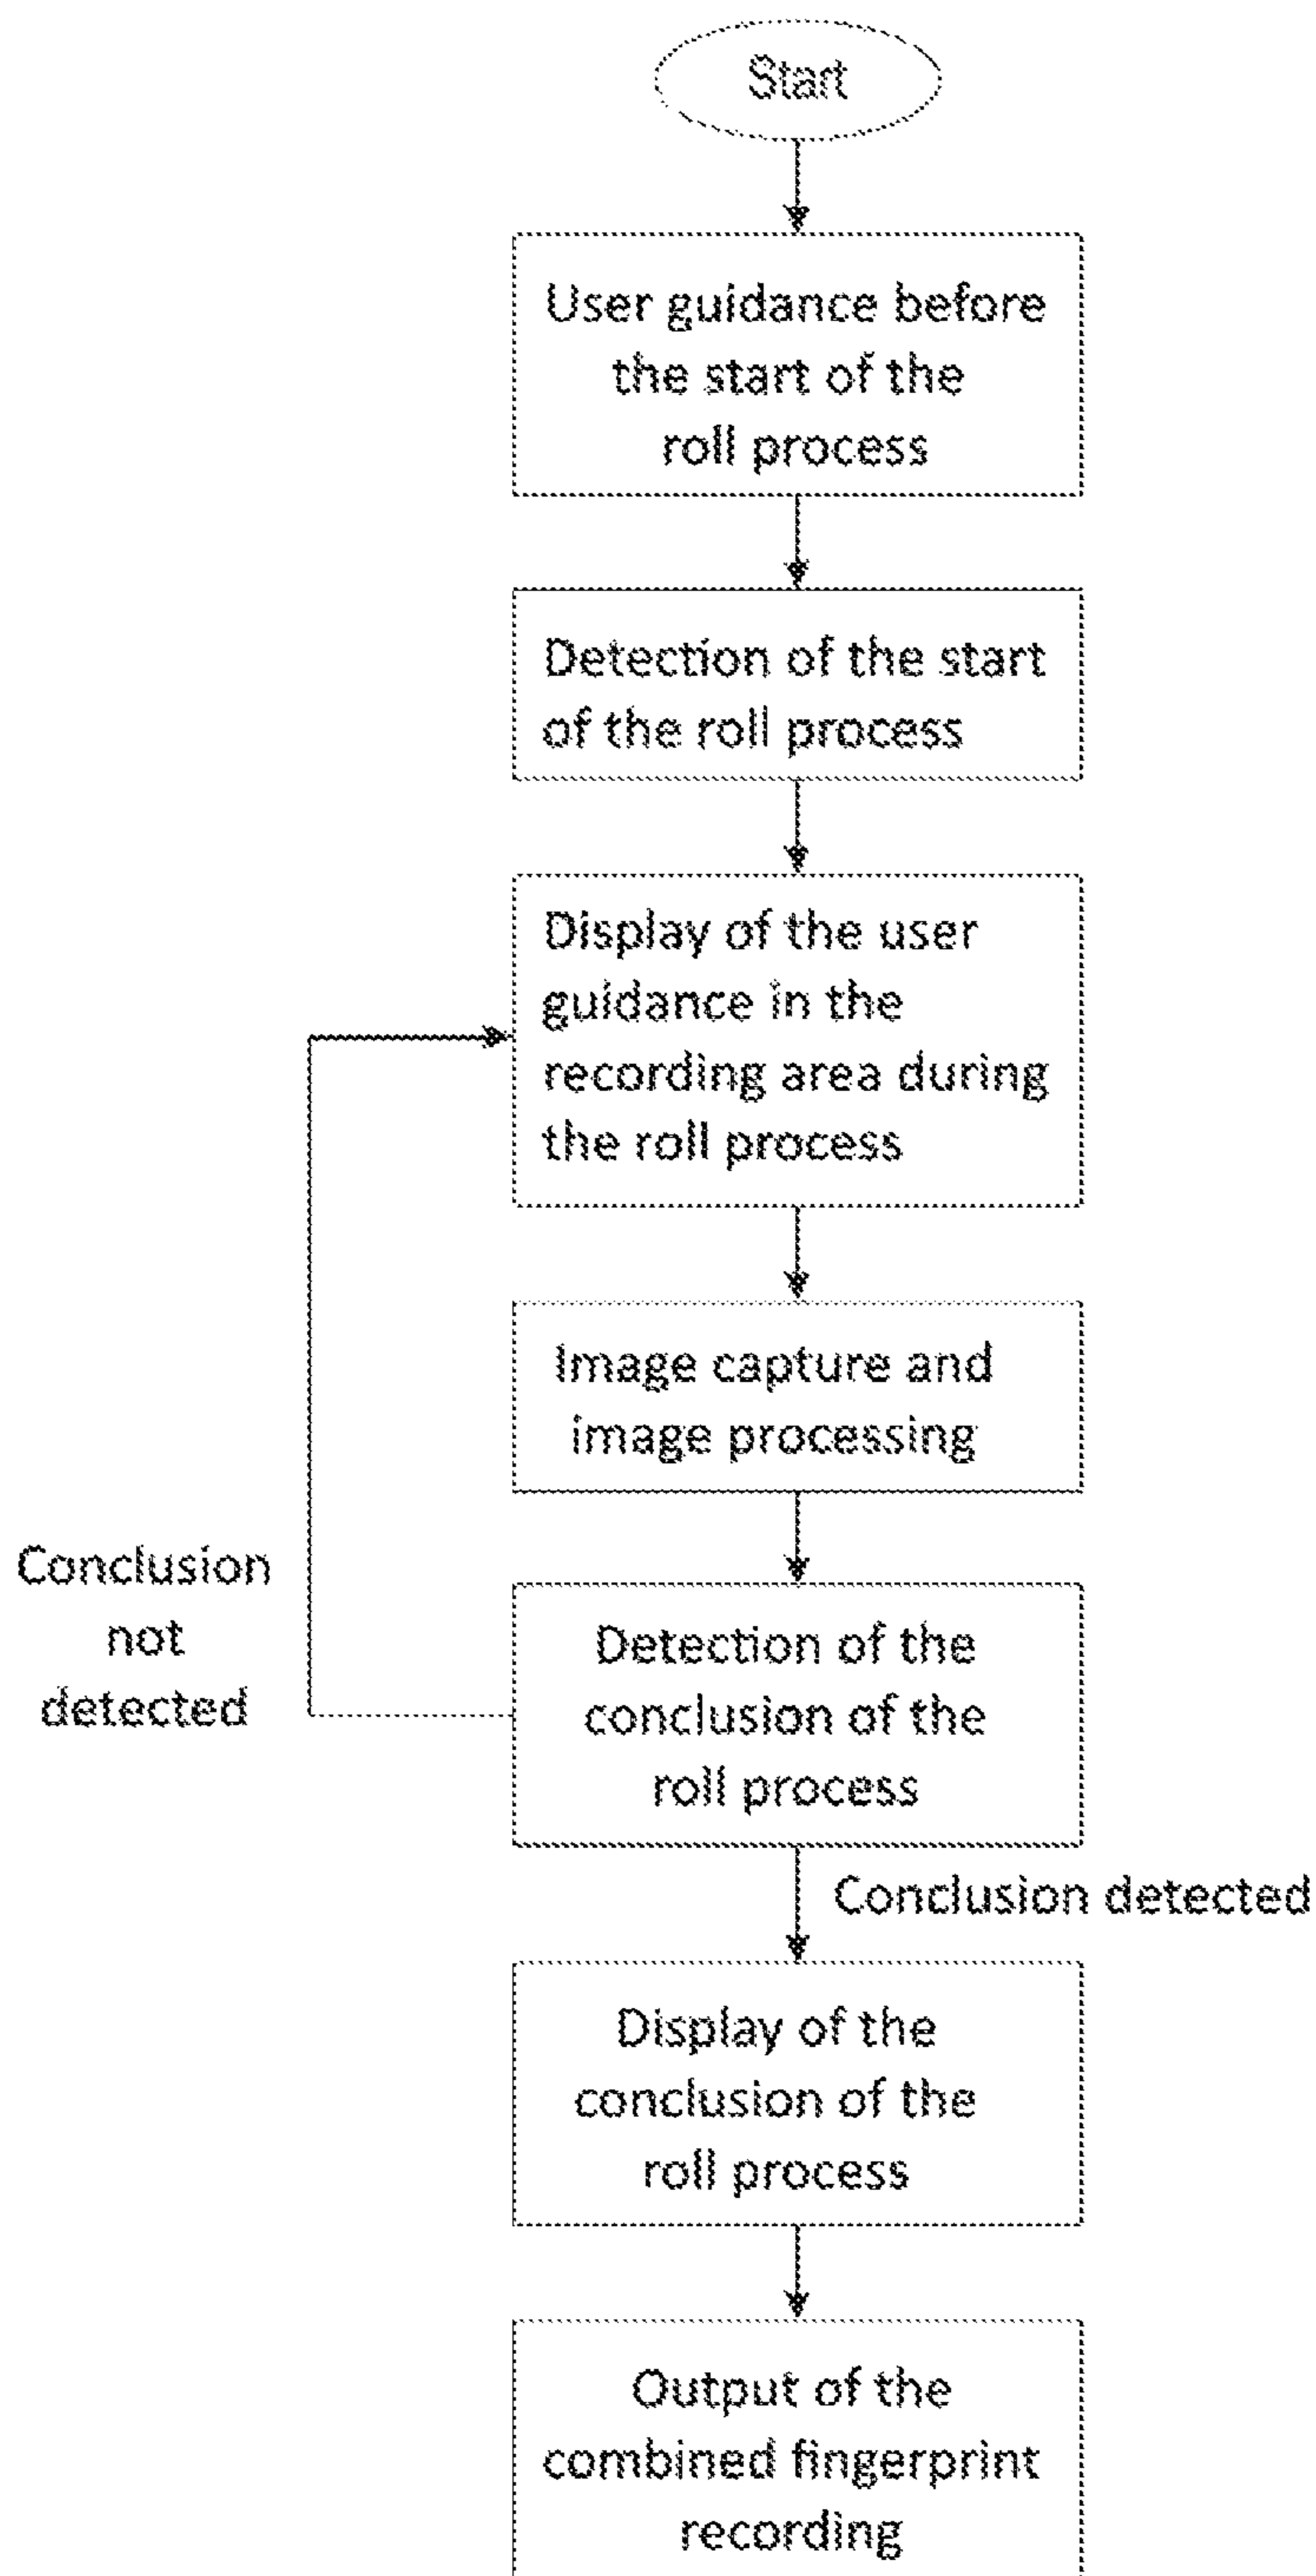 Start
User guidance before
the start of the
roll process
Detection of the start
of the roll process
Display of the user
guidance in the
recording area during
the roll process
Image capture and
image processing
Conclusion
not
detected
Detection of the
conclusion of the
roll process
Conclusion detected
Display of the
conclusion of the
roll process
Output of the
combined fingerprint
recording